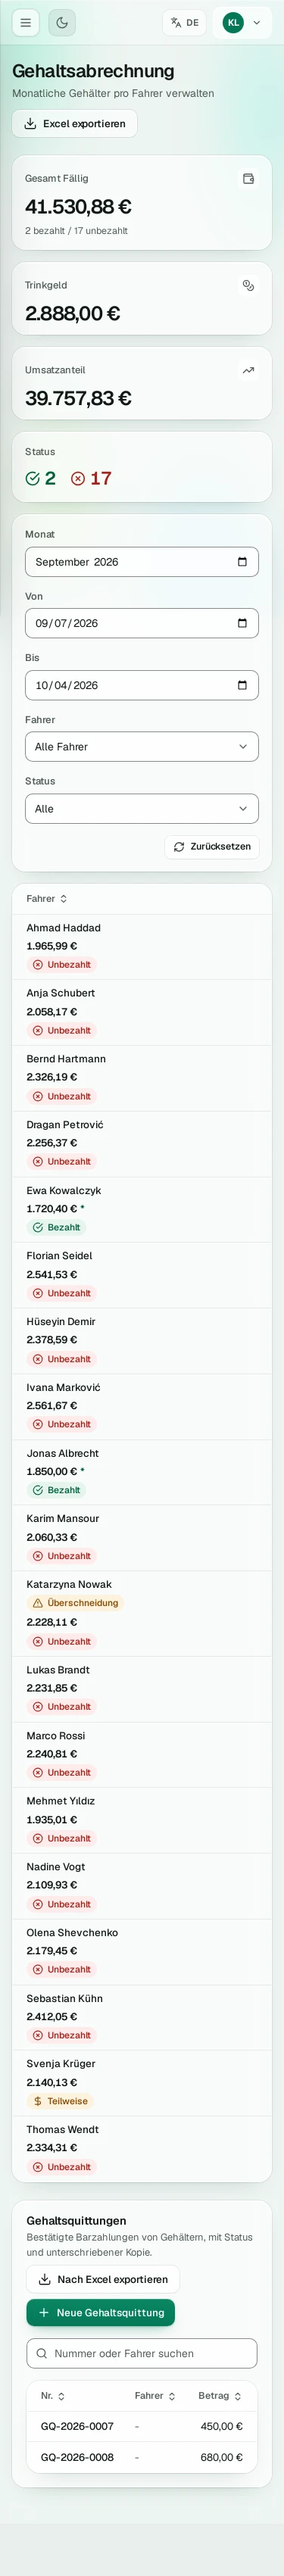 DE
KL
Gehaltsabrechnung
Monatliche Gehälter pro Fahrer verwalten
Excel exportieren
Gesamt Fällig
41.530,88 €
2 bezahlt / 17 unbezahlt
Trinkgeld
2.888,00 €
Umsatzanteil
39.757,83 €
Status
2 17
Monat
September 2026
Von
09/07/2026
Bis
10/04/2026
Fahrer
Alle Fahrer
Status
Alle
Zurücksetzen
Fahrer
Ahmad Haddad
1.965,99 €
Unbezahlt
Anja Schubert
2.058,17 €
Unbezahlt
Bernd Hartmann
2.326,19 €
Unbezahlt
Dragan Petrović
2.256,37 €
Unbezahlt
Ewa Kowalczyk
1.720,40 € *
Bezahlt
Florian Seidel
2.541,53 €
Unbezahlt
Hüseyin Demir
2.378,59 €
Unbezahlt
Ivana Marković
2.561,67 €
Unbezahlt
Jonas Albrecht
1.850,00 € *
Bezahlt
Karim Mansour
2.060,33 €
Unbezahlt
Katarzyna Nowak
Überschneidung
2.228,11 €
Unbezahlt
Lukas Brandt
2.231,85 €
Unbezahlt
Marco Rossi
2.240,81 €
Unbezahlt
Mehmet Yıldız
1.935,01 €
Unbezahlt
Nadine Vogt
2.109,93 €
Unbezahlt
Olena Shevchenko
2.179,45 €
Unbezahlt
Sebastian Kühn
2.412,05 €
Unbezahlt
Svenja Krüger
2.140,13 €
Teilweise
Thomas Wendt
2.334,31 €
Unbezahlt
Gehaltsquittungen
Bestätigte Barzahlungen von Gehältern, mit Status
und unterschriebener Kopie.
Nach Excel exportieren
Neue Gehaltsquittung
Nummer oder Fahrer suchen
Nr. Fahrer Betrag
GQ-2026-0007 - 450,00 €
GQ-2026-0008 - 680,00 €